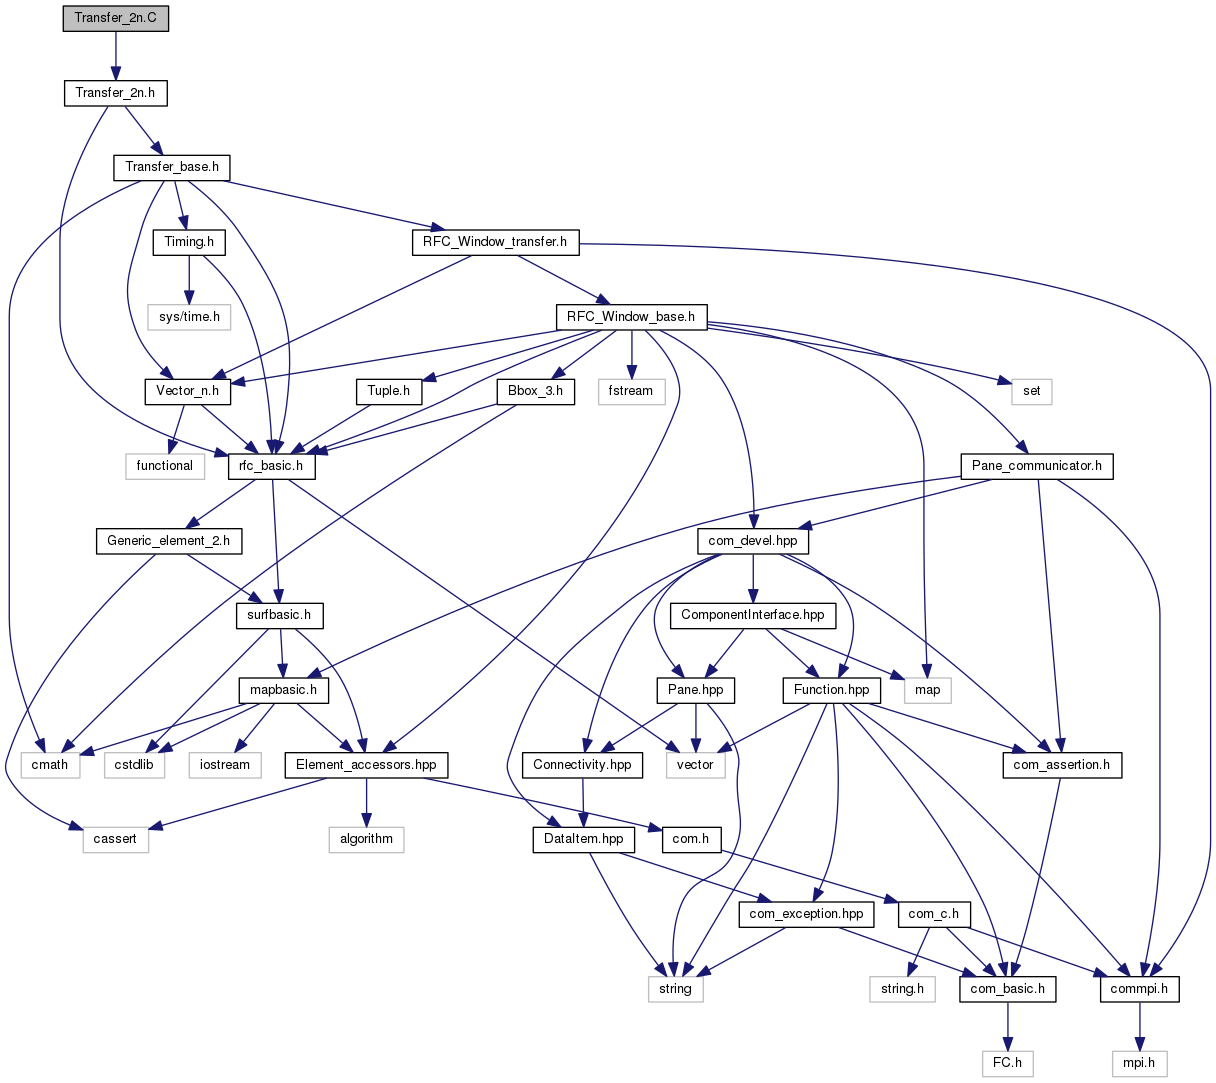 Transfer_2n.C
Transfer_2n.h
Transfer_base.h
Timing.h
RFC_Window_transfer.h
sys/time.h
RFC_Window_base.h
Vector_n.h
Tuple.h
Bbox_3.h
fstream
set
functional
rfc_basic.h
Pane_communicator.h
Generic_element_2.h
com_devel.hpp
surfbasic.h
ComponentInterface.hpp
mapbasic.h
Pane.hpp
Function.hpp
map
cmath
cstdlib
iostream
Element_accessors.hpp
Connectivity.hpp
vector
com_assertion.h
cassert
algorithm
DataItem.hpp
com.h
com_exception.hpp
com_c.h
string
string.h
com_basic.h
commpi.h
FC.h
mpi.h